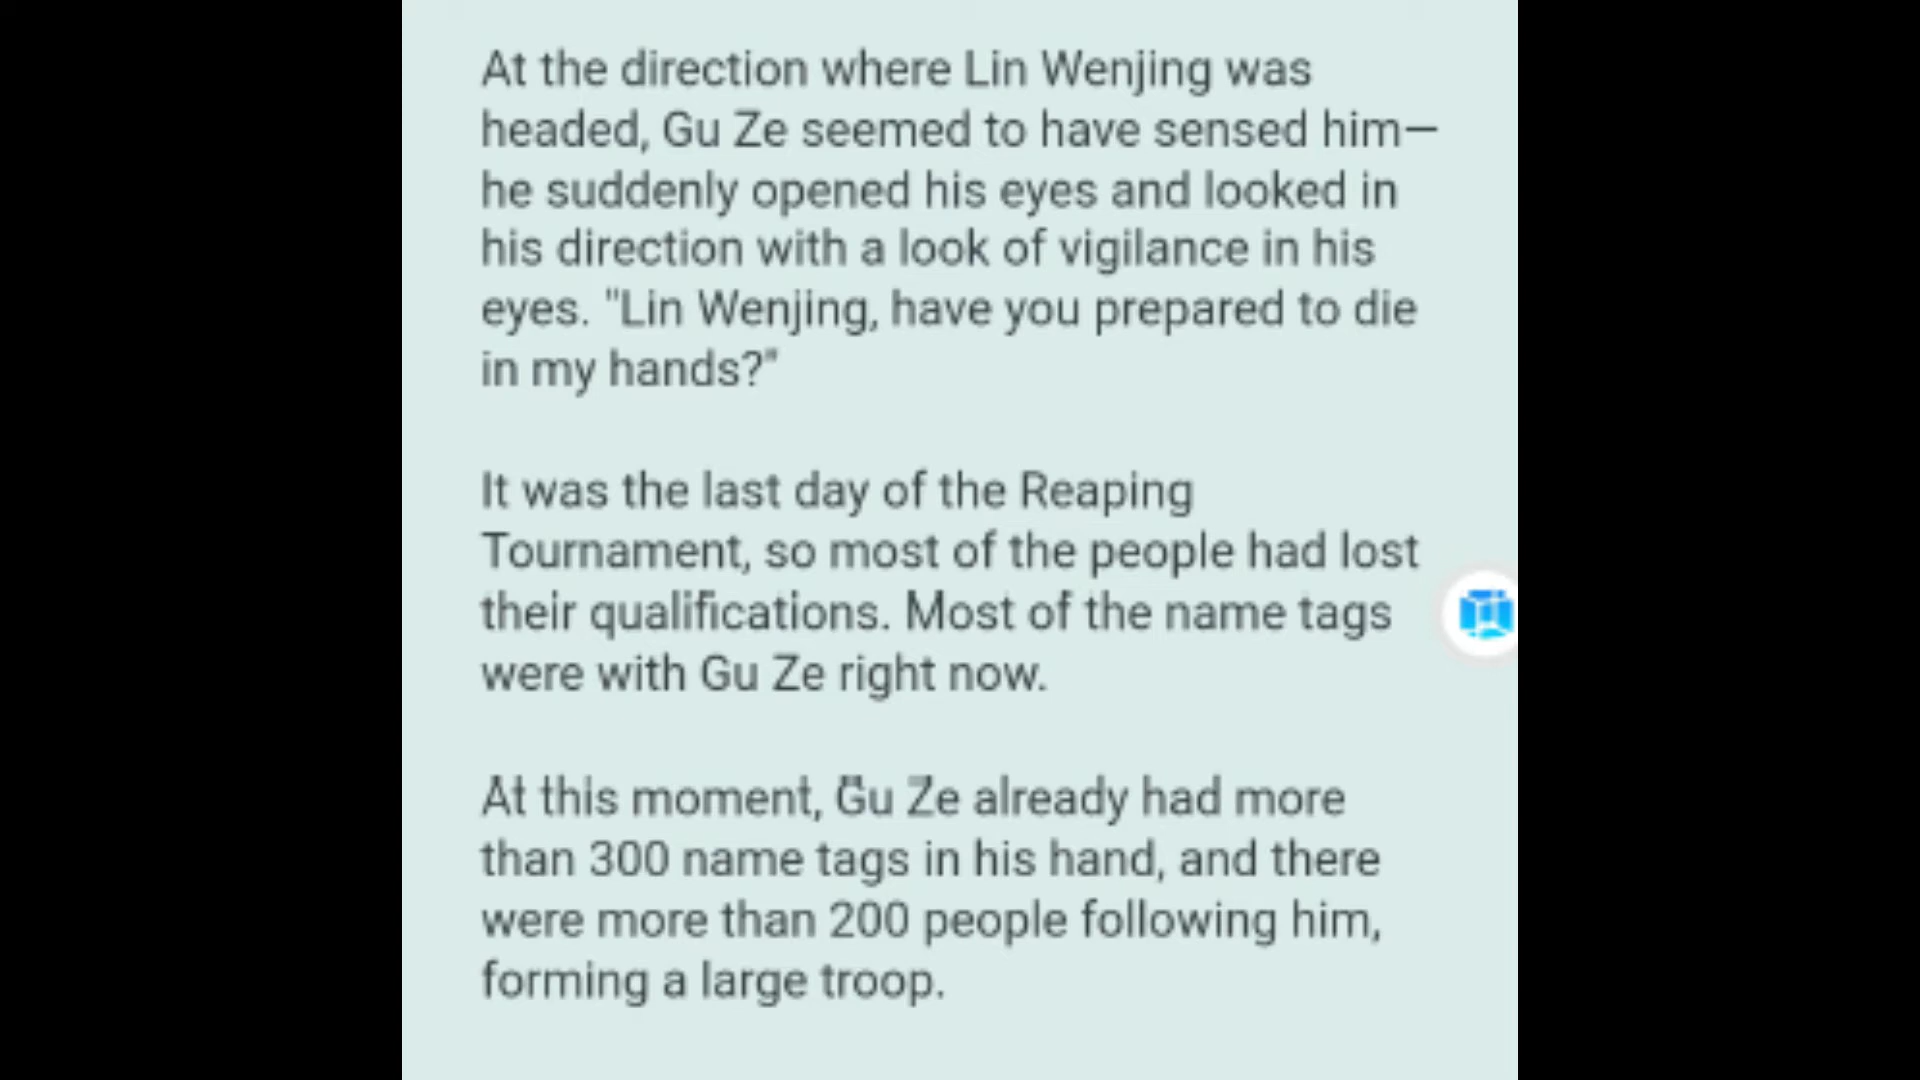 At the direction where Lin Wenjing was
headed, Gu Ze seemed to have sensed him—
he suddenly opened his eyes and looked in
his direction with a look of vigilance in his
eyes. "Lin Wenjing, have you prepared to die
in my hands?"
It was the last day of the Reaping
Tournament, so most of the people had lost
their qualifications. Most of the name tags
were with Gu Ze right now.
At this moment, Gu Ze already had more
than 300 name tags in his hand, and there
were more than 200 people following him,
forming a large troop.